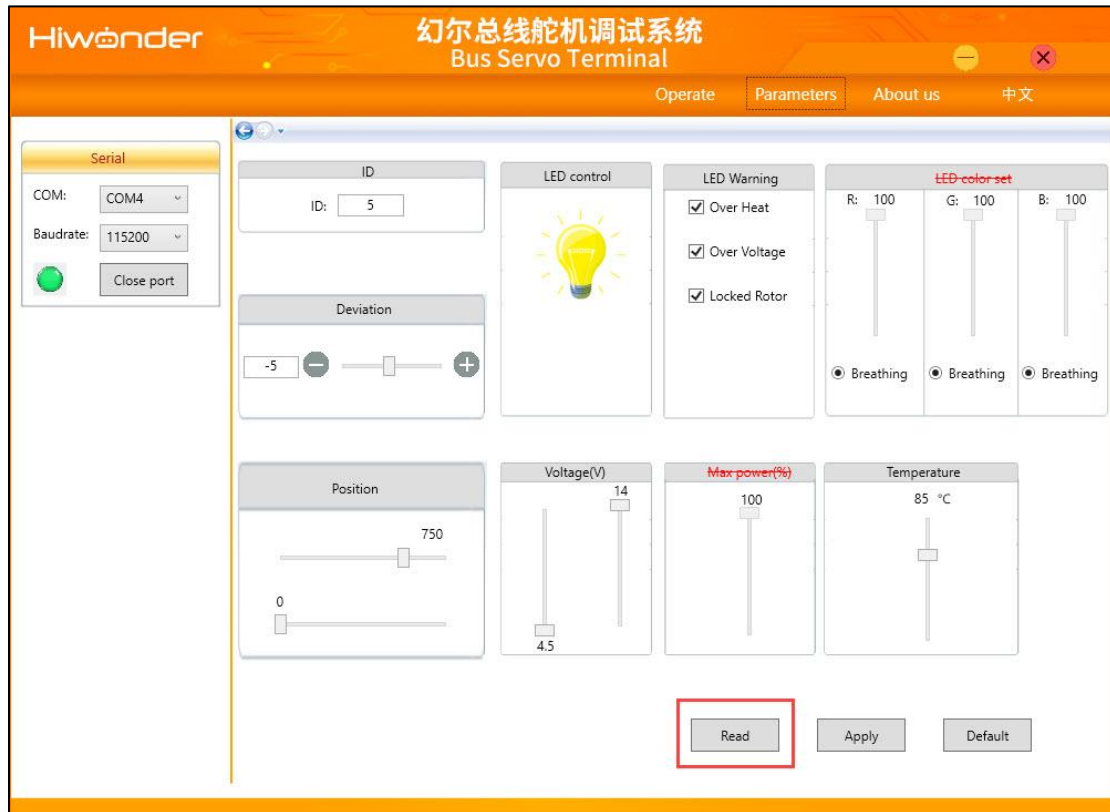 Hiwonder
幻尔总线舵机调试系统
Bus Servo Terminal
Operate Parameters About us 中文
Serial
COM: COM4
Baudrate: 115200
Close port
ID
ID: 5
Deviation
-5
LED control
LED Warning
Over Heat
Over Voltage
Locked Rotor
LED color set
R: 100 G: 100 B: 100
Breathing Breathing Breathing
Position
750
0
Voltage(V)
14
4.5
Max power(%)
100
Temperature
85 °C
Read Apply Default